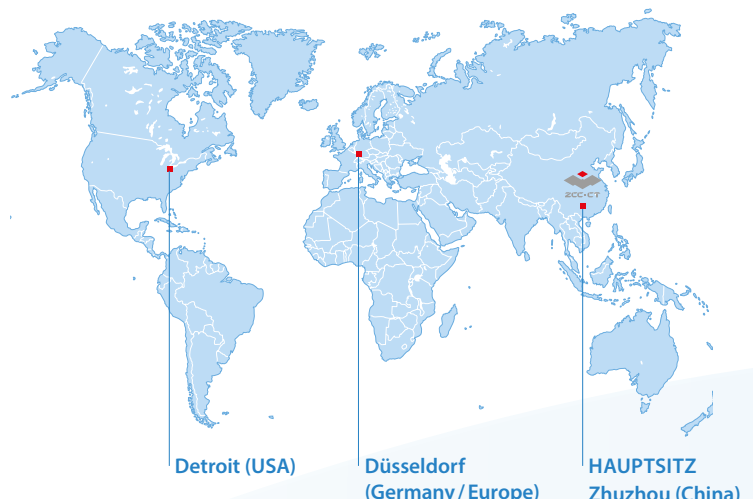 ZCC-CT
Detroit (USA)
Düsseldorf
(Germany / Europe)
HAUPTSITZ
Zhuzhou (China)